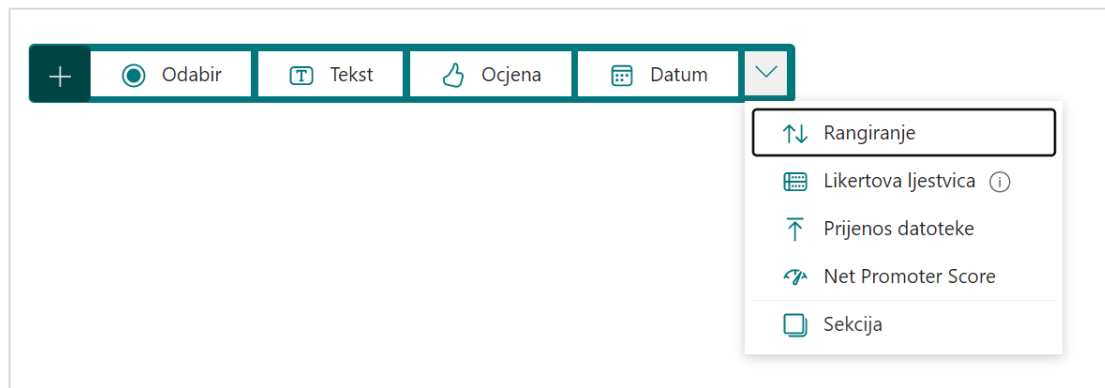 Odabir Tekst Ocjena Datum
Rangiranje
Likertova ljestvica
Prijenos datoteke
Net Promoter Score
Sekcija